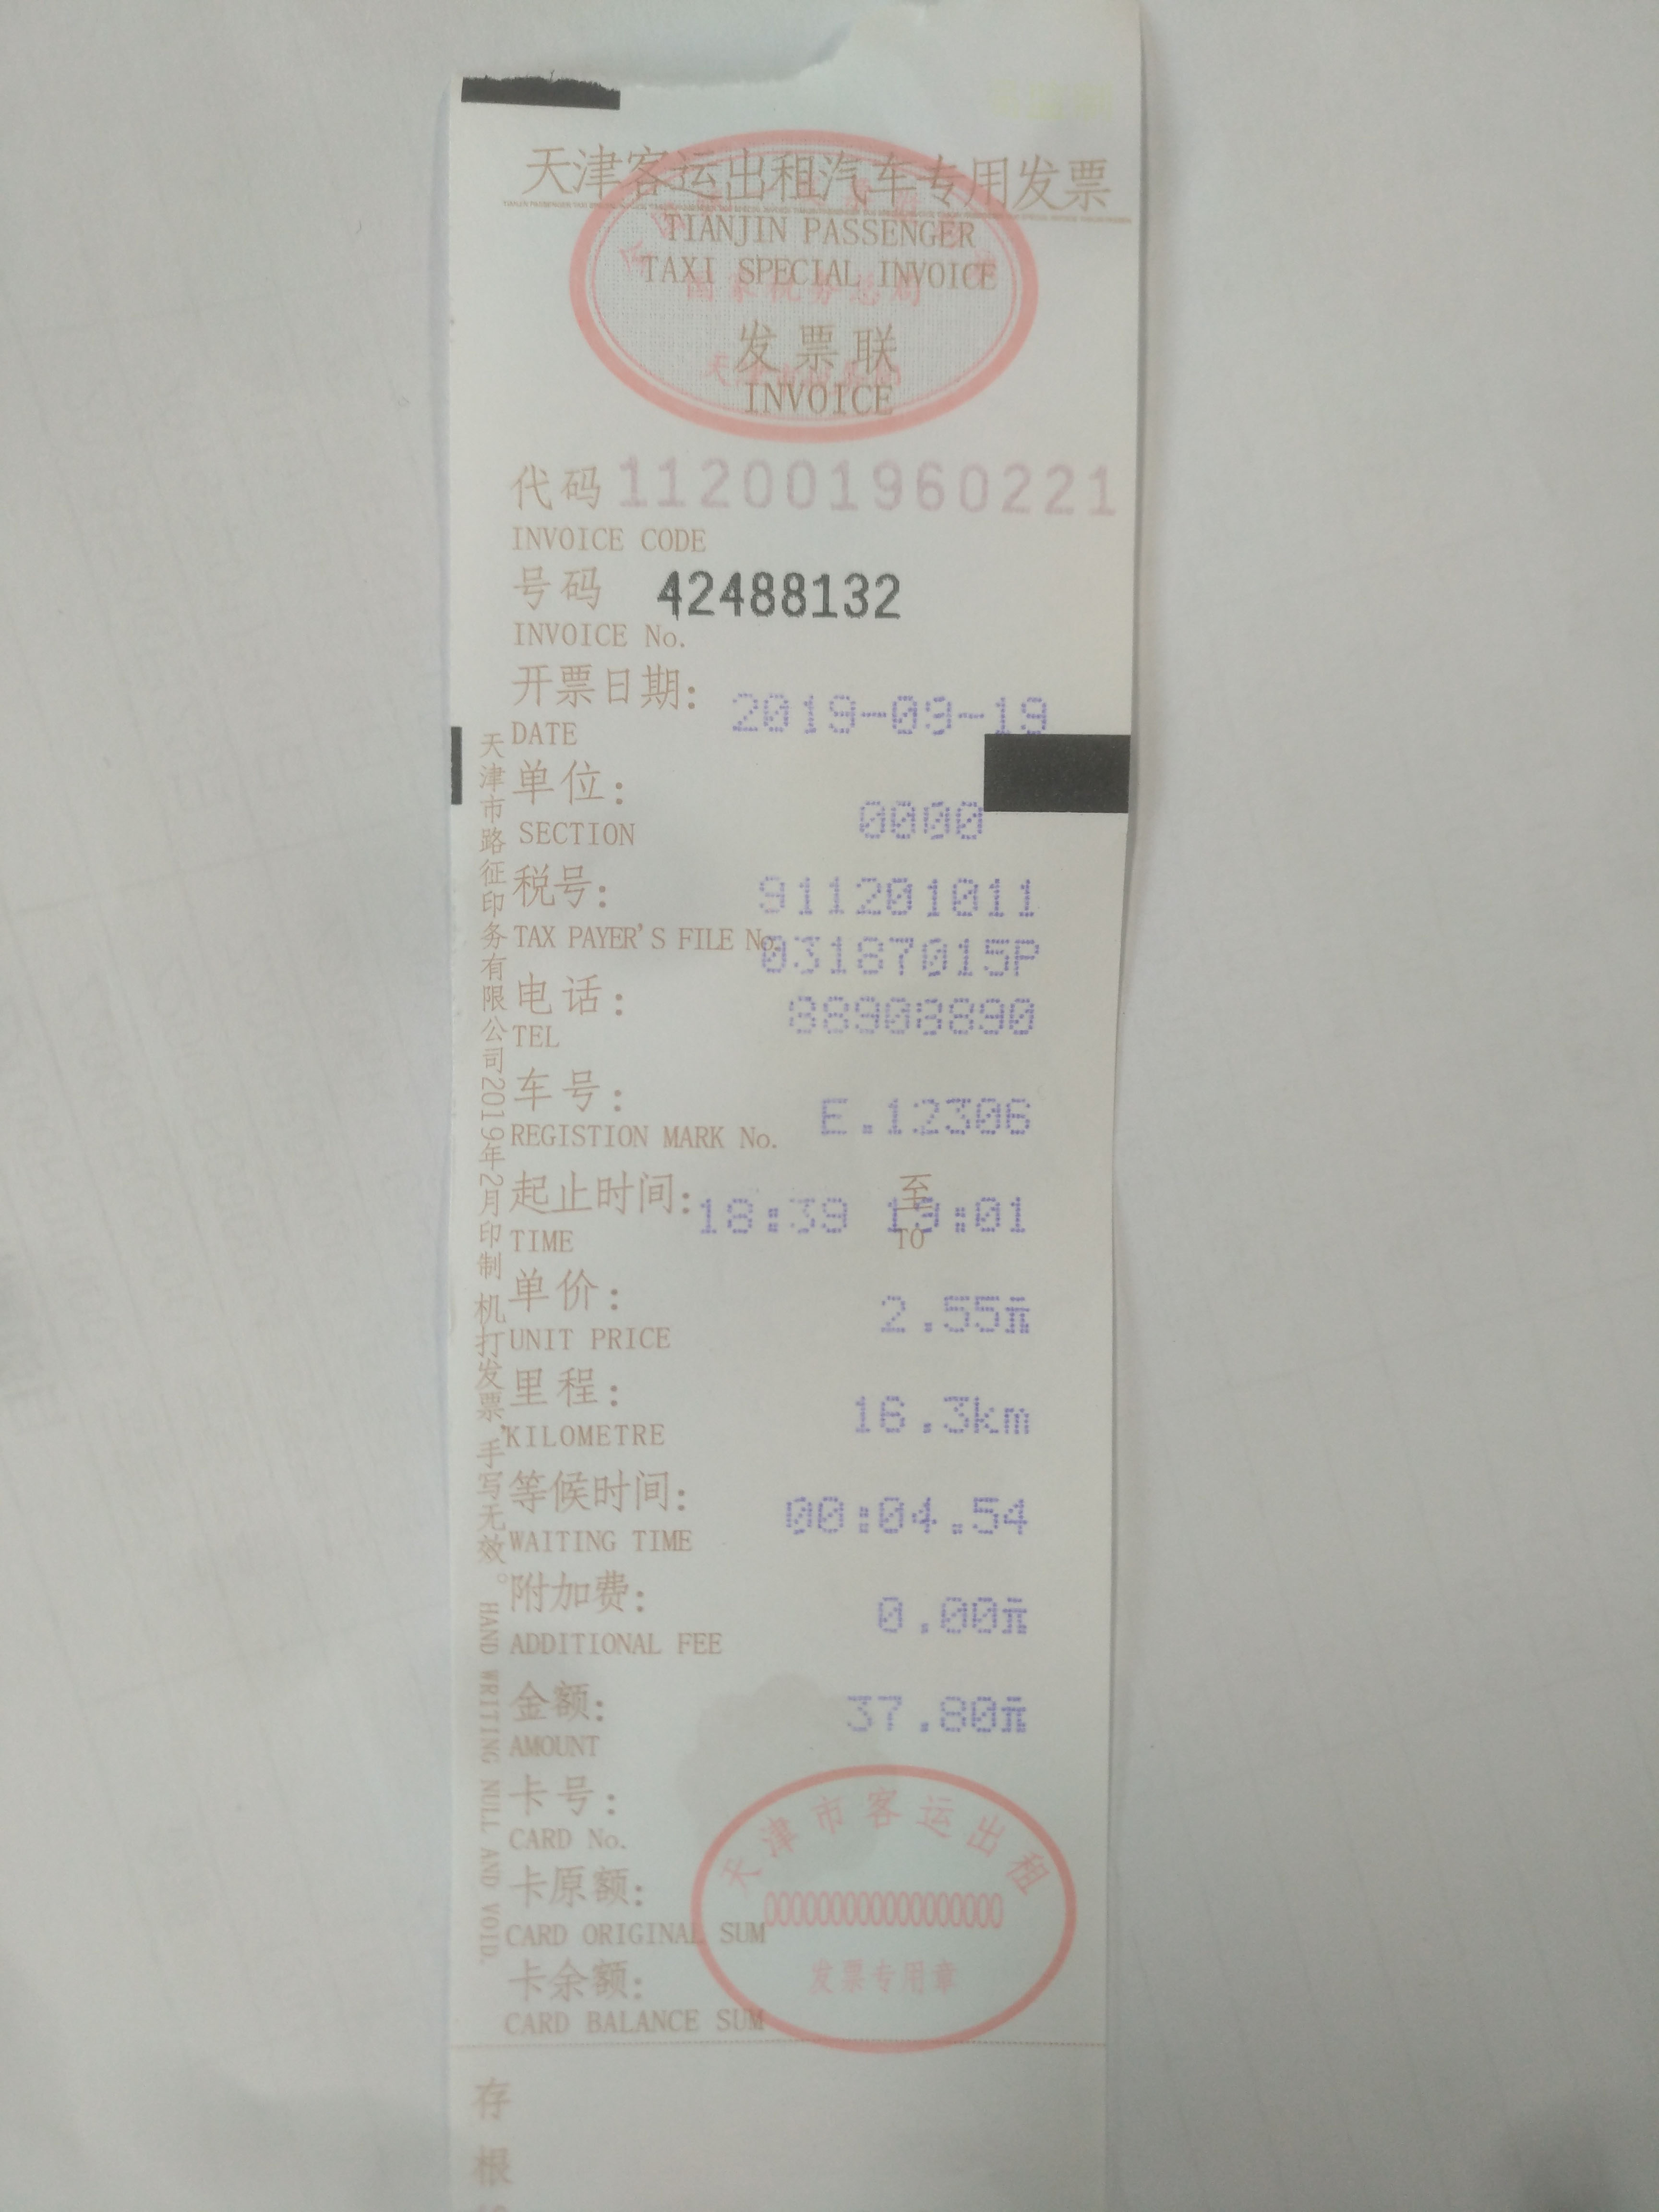 天津客运出租汽车专用发票
TIANJIN PASSENGER
TAXI SPECIAL INVOICE
国家税务总局
发票联
INVOICE
代码 112001960221
INVOICE CODE
号码 42488132
INVOICE No.
开票日期: 2019-09-19
DATE
单位: 0000
SECTION
税号: 911201011
TAX PAYER'S FILE No. 03187015P
电话: 88908890
TEL
车号: E.12306
REGISTION MARK No.
起止时间: 18:39 至 19:01
TIME TO
单价: 2.55元
UNIT PRICE
里程: 16.3km
KILOMETRE
等候时间: 00:04.54
WAITING TIME
附加费: 0.00元
ADDITIONAL FEE
金额: 37.80元
AMOUNT
卡号:
CARD No.
卡原额:
CARD ORIGINAL SUM
卡余额:
CARD BALANCE SUM
天津市客运出租
000000000000000000
发票专用章
天津市路征印务有限公司2019年2月印制 机打发票,手写无效。 HAND WRITING NULL AND VOID.
存
根